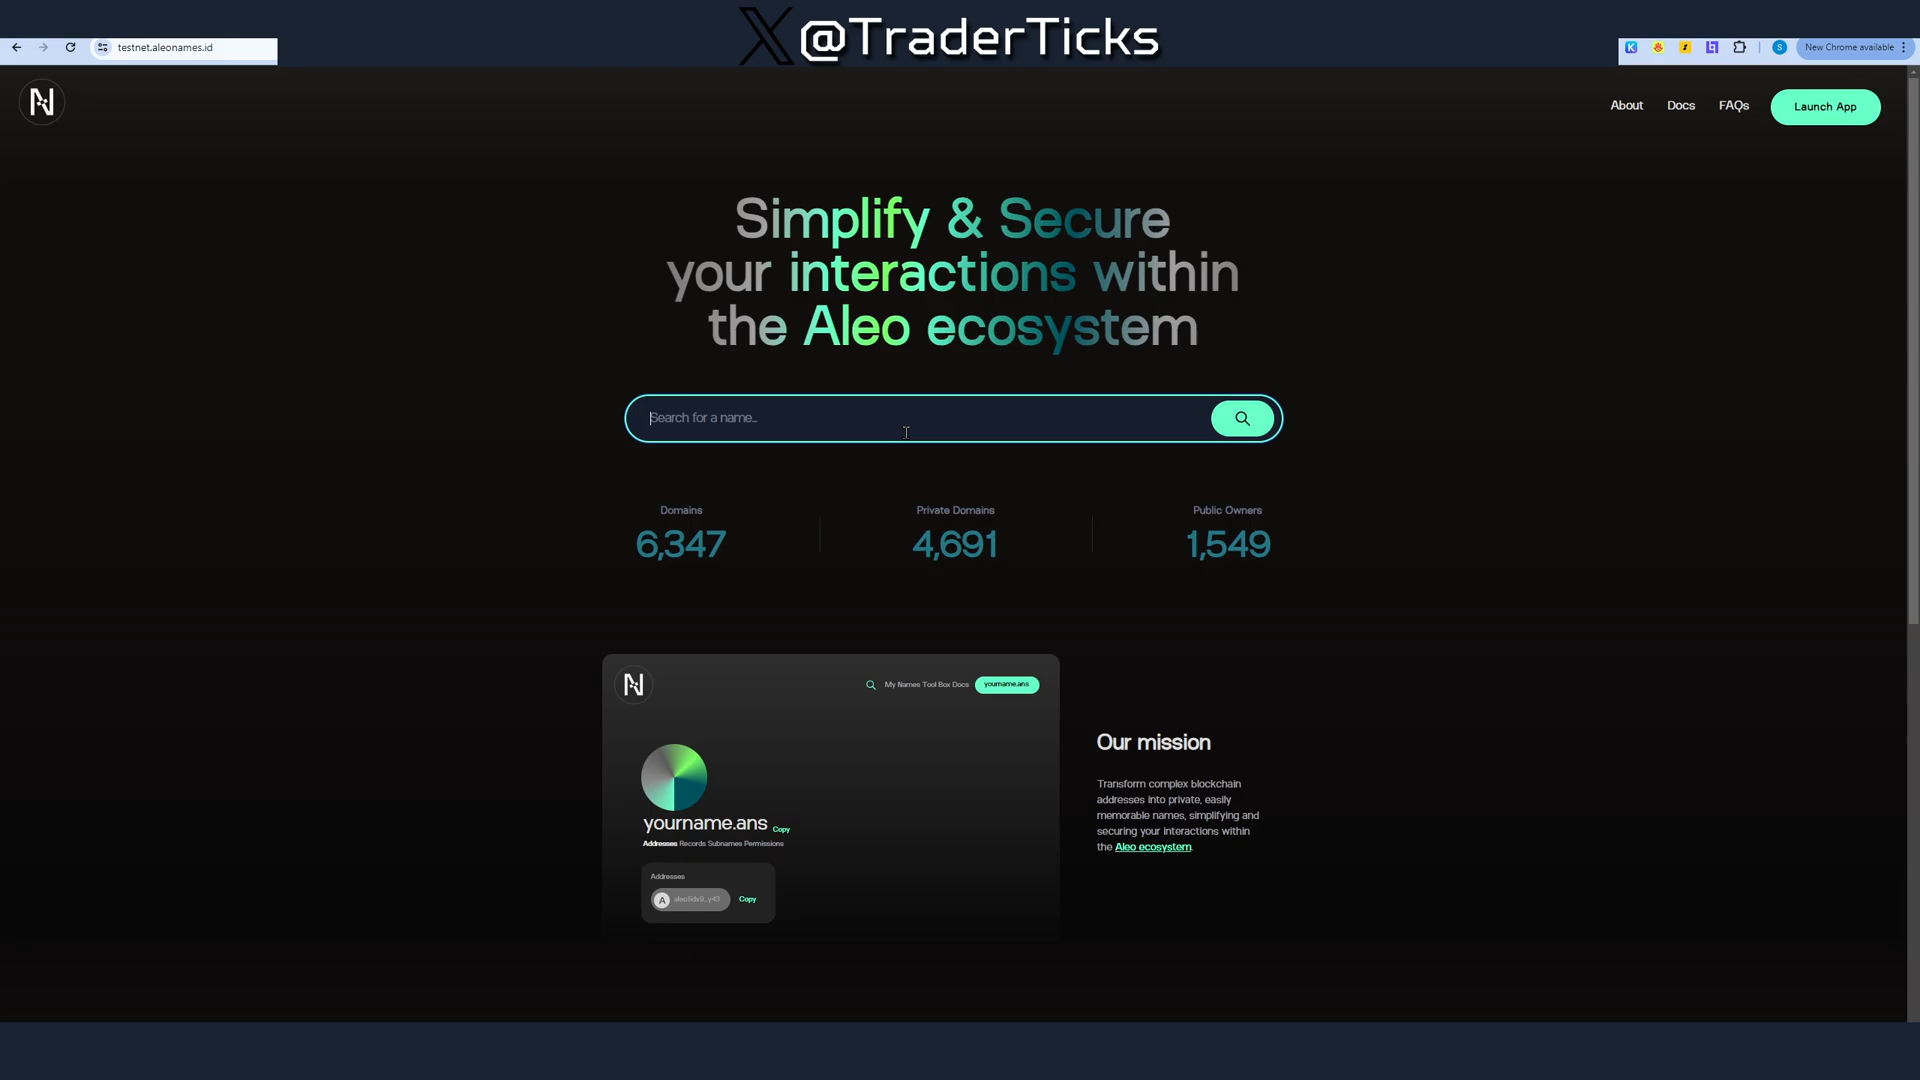 X@TraderTicks
testnet.aleonames.id
New Chrome available
About Docs FAQs Launch App
Simplify & Secure
your interactions within
the Aleo ecosystem
Search for a name...
Domains Private Domains Public Owners
6,347 4,691 1,549
My Names Tool Box Docs yourname.ans
yourname.ans Copy
Addresses Records Subnames Permissions
Addresses
A Copy
Our mission
Transform complex blockchain
addresses into private, easily
memorable names, simplifying and
securing your interactions within
the Aleo ecosystem.